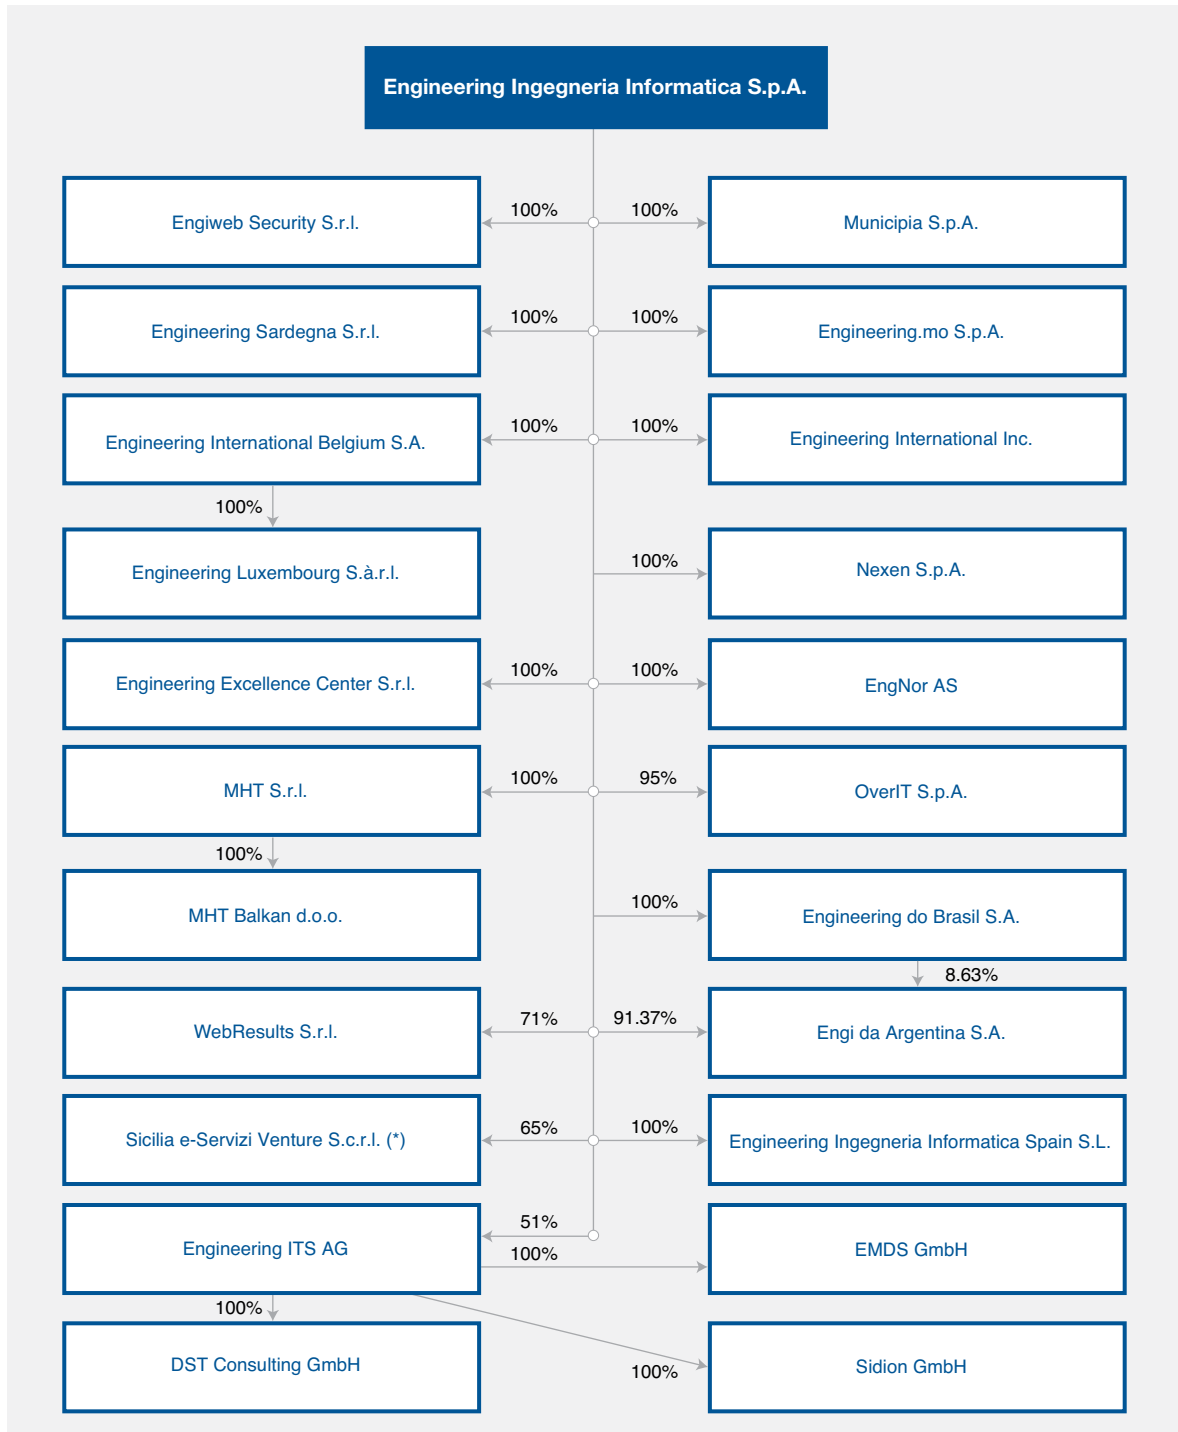 Engineering Ingegneria Informatica S.p.A.
Engiweb Security S.r.l.
100%
100%
Municipia S.p.A.
Engineering Sardegna S.r.l.
100%
100%
Engineering.mo S.p.A.
Engineering International Belgium S.A.
100%
100%
Engineering International Inc.
100%
Engineering Luxembourg S.à.r.l.
100%
Nexen S.p.A.
Engineering Excellence Center S.r.l.
100%
100%
EngNor AS
MHT S.r.l.
100%
95%
OverIT S.p.A.
100%
MHT Balkan d.o.o.
100%
Engineering do Brasil S.A.
8.63%
WebResults S.r.l.
71%
91.37%
Engi da Argentina S.A.
Sicilia e-Servizi Venture S.c.r.l. (*)
65%
100%
Engineering Ingegneria Informatica Spain S.L.
Engineering ITS AG
51%
100%
EMDS GmbH
100%
DST Consulting GmbH
100%
Sidion GmbH